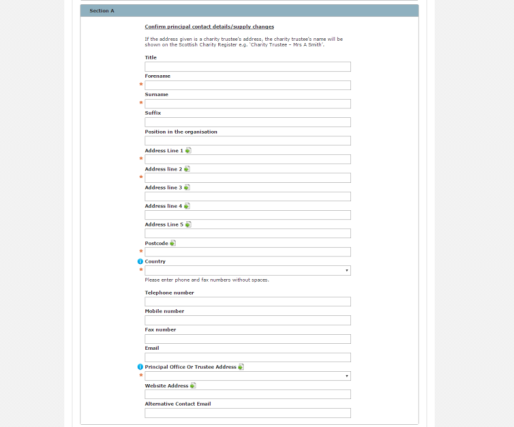 Section A
Confirm principal contact details/supply changes
If the address given is a charity trustee's address, the charity trustee's name will be
shown on the Scottish Charity Register e.g. 'Charity Trustee – Mrs A Smith'.
Title
Forename
*
Surname
*
Suffix
Position in the organisation
Address Line 1
*
Address line 2
*
Address line 3
Address line 4
Address Line 5
Postcode
*
Country
*
Please enter phone and fax numbers without spaces.
Telephone number
Mobile number
Fax number
Email
Principal Office Or Trustee Address
*
Website Address
Alternative Contact Email